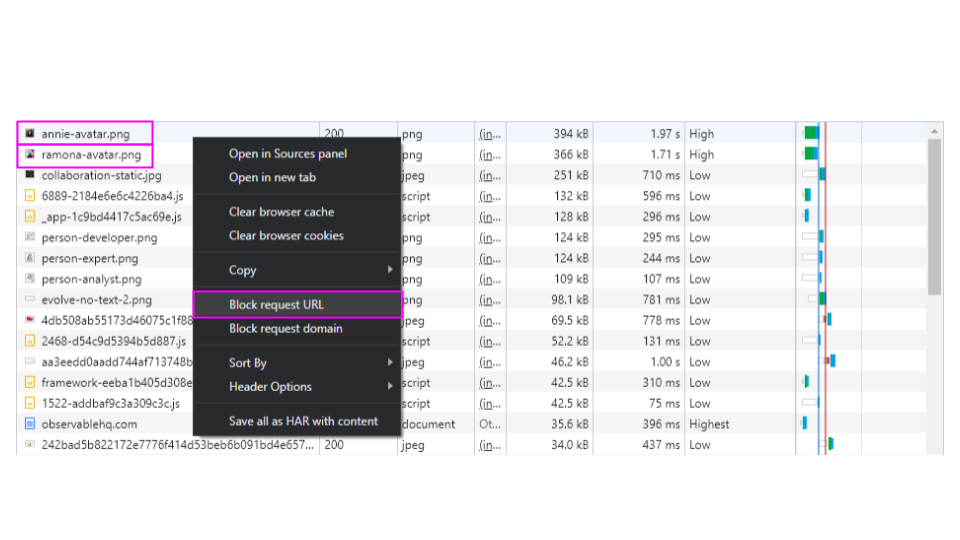 annie-avatar.png 200 png (in... 394 kB 1.97 s High
ramona-avatar.png png (in... 366 kB 1.71 s High
Open in Sources panel
collaboration-static.jpg jpeg (in... 251 kB 710 ms Low
Open in new tab
6889-2184e6e6c4226ba4.js script (in... 132 kB 596 ms Low
_app-1c9bd4417c5ac69e.js script (in... 128 kB 296 ms Low
Clear browser cache
person-developer.png png (in... 124 kB 295 ms Low
Clear browser cookies
person-expert.png png (in... 124 kB 244 ms Low
Copy
person-analyst.png png (in... 109 kB 107 ms Low
evolve-no-text-2.png png (in... 98.1 kB 781 ms Low
Block request URL
4db508ab55173d46075c1f88 jpeg (in... 69.5 kB 778 ms Low
Block request domain
2468-d54c9d5394b5d887.js script (in... 52.2 kB 131 ms Low
aa3eedd0aadd744af713748b jpeg (in... 46.2 kB 1.00 s Low
Sort By
framework-eeba1b405d308e script (in... 42.5 kB 310 ms Low
Header Options
1522-addbaf9c3a309c3c.js script (in... 42.5 kB 75 ms Low
observablehq.com document Ot... 35.6 kB 396 ms Highest
Save all as HAR with content
242bad5b822172e7776f414d53beb6b091bd4e657... 200 jpeg (in... 34.0 kB 437 ms Low